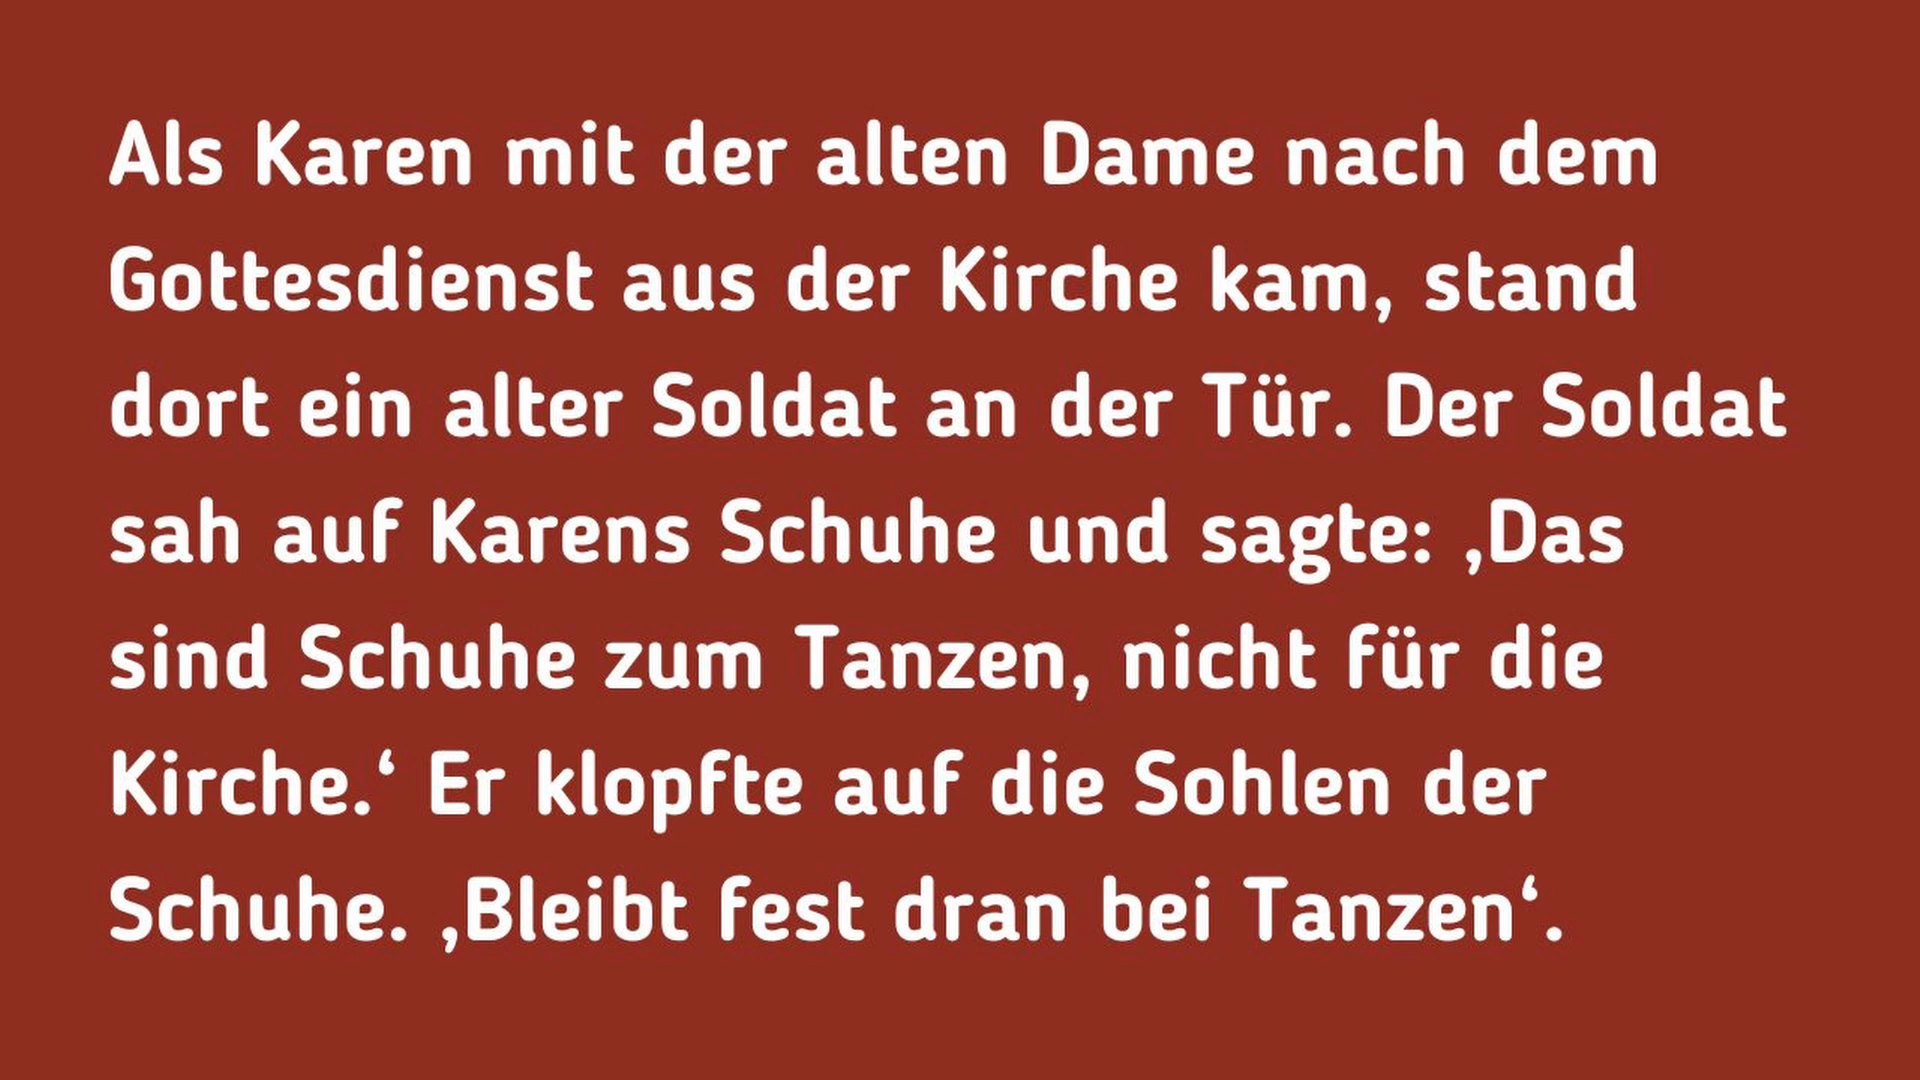 Als Karen mit der alten Dame nach dem
Gottesdienst aus der Kirche kam, stand
dort ein alter Soldat an der Tür. Der Soldat
sah auf Karens Schuhe und sagte: ‚Das
sind Schuhe zum Tanzen, nicht für die
Kirche.‘ Er klopfte auf die Sohlen der
Schuhe. ‚Bleibt fest dran bei Tanzen‘.